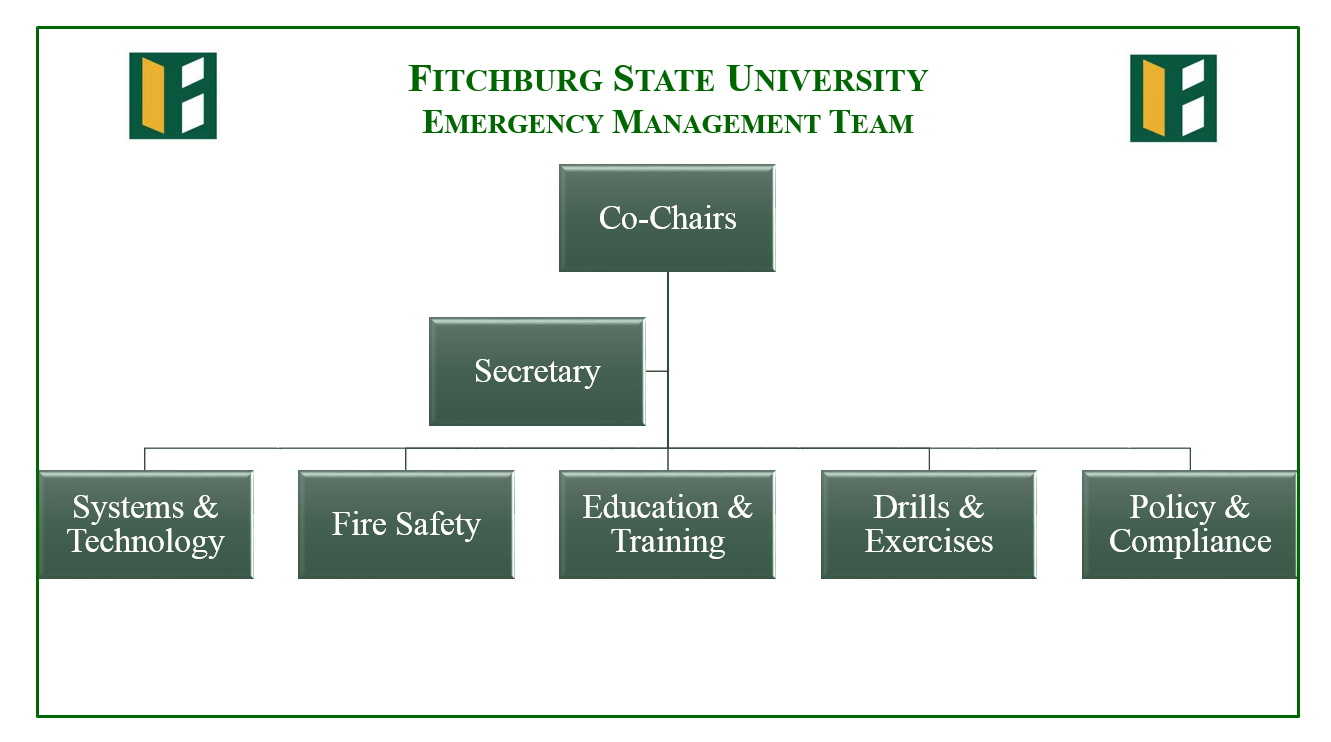 FITCHBURG STATE UNIVERSITY
EMERGENCY MANAGEMENT TEAM
Co-Chairs
Secretary
Systems &
Technology
Fire Safety
Education &
Training
Drills &
Exercises
Policy &
Compliance